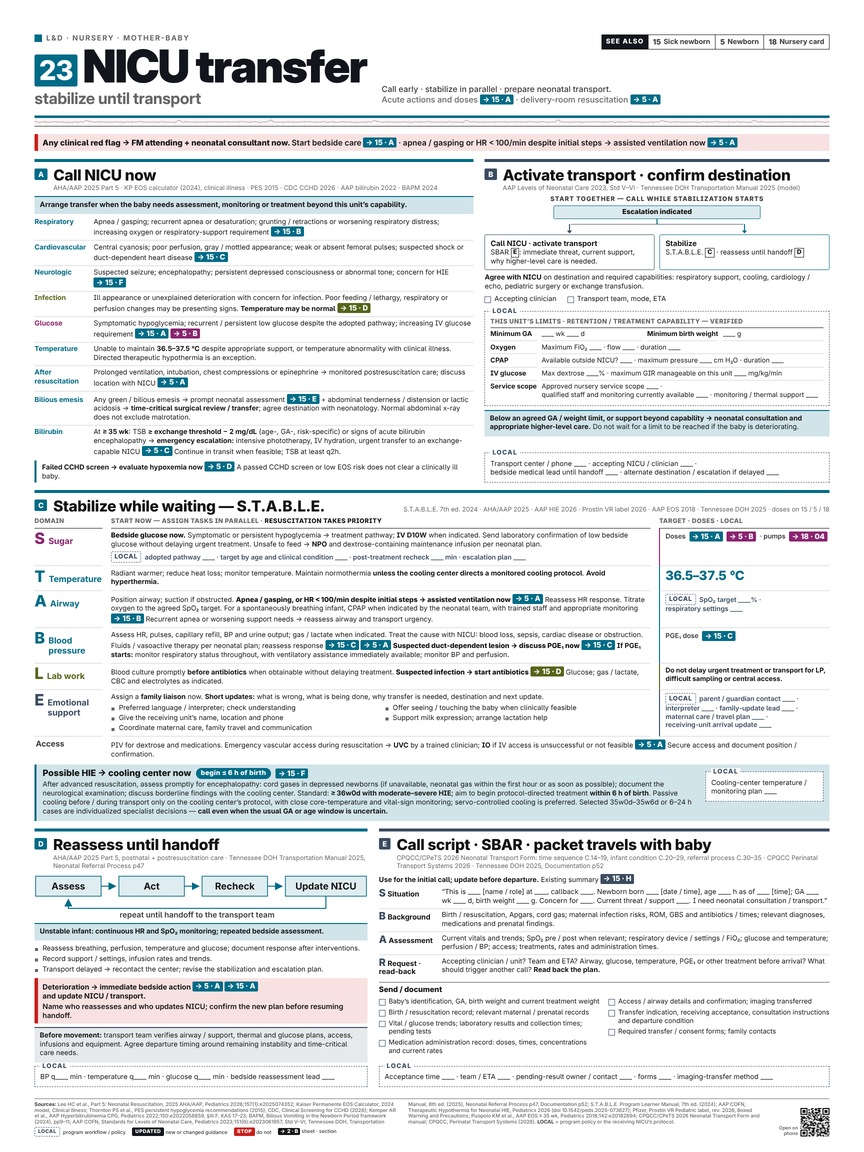 L&D · NURSERY · MOTHER-BABY
SEE ALSO 15 Sick newborn 5 Newborn 18 Nursery card
23 NICU transfer
stabilize until transport
Call early · stabilize in parallel · prepare neonatal transport.
Acute actions and doses → 15 · A · delivery-room resuscitation → 5 · A
Any clinical red flag → FM attending + neonatal consultant now. Start bedside care → 15 · A · apnea / gasping or HR < 100/min despite initial steps → assisted ventilation now → 5 · A
A Call NICU now
AHA/AAP 2025 Part 5 · KP EOS calculator (2024), clinical illness · PES 2015 · CDC CCHD 2026 · AAP bilirubin 2022 · BAPM 2024
Arrange transfer when the baby needs assessment, monitoring or treatment beyond this unit's capability.
Respiratory Apnea / gasping; recurrent apnea or desaturation; grunting / retractions or worsening respiratory distress;
increasing oxygen or respiratory-support requirement → 15 · B
Cardiovascular Central cyanosis; poor perfusion, gray / mottled appearance; weak or absent femoral pulses; suspected shock or
duct-dependent heart disease → 15 · C
Neurologic Suspected seizure; encephalopathy; persistent depressed consciousness or abnormal tone; concern for HIE
→ 15 · F
Infection Ill appearance or unexplained deterioration with concern for infection. Poor feeding / lethargy, respiratory or
perfusion changes may be presenting signs. Temperature may be normal → 15 · D
Glucose Symptomatic hypoglycemia; recurrent / persistent low glucose despite the adopted pathway; increasing IV glucose
requirement → 15 · A → 5 · B
Temperature Unable to maintain 36.5–37.5 °C despite appropriate support, or temperature abnormality with clinical illness.
Directed therapeutic hypothermia is an exception.
After resuscitation Prolonged ventilation, intubation, chest compressions or epinephrine → monitored postresuscitation care; discuss
location with NICU → 5 · A
Bilious emesis Any green / bilious emesis → prompt neonatal assessment → 15 · E + abdominal tenderness / distension or lactic
acidosis → time-critical surgical review / transfer; agree destination with neonatology. Normal abdominal x-ray
does not exclude malrotation.
Bilirubin At ≥ 35 wk: TSB ≥ exchange threshold − 2 mg/dL (age-, GA-, risk-specific) or signs of acute bilirubin
encephalopathy → emergency escalation: intensive phototherapy, IV hydration, urgent transfer to an exchange-
capable NICU → 5 · C Continue in transit when feasible; TSB at least q2h.
Failed CCHD screen → evaluate hypoxemia now → 5 · D A passed CCHD screen or low EOS risk does not clear a clinically ill
baby.
B Activate transport · confirm destination
AAP Levels of Neonatal Care 2023, Std V–VI · Tennessee DOH Transportation Manual 2025 (model)
START TOGETHER — CALL WHILE STABILIZATION STARTS
Escalation indicated
Call NICU · activate transport
SBAR E: immediate threat, current support,
why higher-level care is needed.
Stabilize
S.T.A.B.L.E. C · reassess until handoff D
Agree with NICU on destination and required capabilities: respiratory support, cooling, cardiology /
echo, pediatric surgery or exchange transfusion.
Accepting clinician Transport team, mode, ETA
LOCAL
THIS UNIT'S LIMITS · RETENTION / TREATMENT CAPABILITY — VERIFIED
Minimum GA ____ wk ____ d Minimum birth weight ____ g
Oxygen Maximum FiO₂ ____ · flow ____ · duration ____
CPAP Available outside NICU? ____ · maximum pressure ____ cm H₂O · duration ____
IV glucose Max dextrose ____% · maximum GIR manageable on this unit ____ mg/kg/min
Service scope Approved nursery service scope ____ ·
qualified staff and monitoring currently available ____ · monitoring / thermal support ____
Below an agreed GA / weight limit, or support beyond capability → neonatal consultation and
appropriate higher-level care. Do not wait for a limit to be reached if the baby is deteriorating.
LOCAL
Transport center / phone ____ · accepting NICU / clinician ____ ·
bedside medical lead until handoff ____ · alternate destination / escalation if delayed ____
C Stabilize while waiting — S.T.A.B.L.E.
S.T.A.B.L.E. 7th ed. 2024 · AHA/AAP 2025 · AAP HIE 2026 · Prostin VR label 2026 · AAP EOS 2018 · Tennessee DOH 2025 · doses on 15 / 5 / 18
DOMAIN START NOW — ASSIGN TASKS IN PARALLEL · RESUSCITATION TAKES PRIORITY TARGET · DOSES · LOCAL
S Sugar Bedside glucose now. Symptomatic or persistent hypoglycemia → treatment pathway; IV D10W when indicated. Send laboratory confirmation of low bedside
glucose without delaying urgent treatment. Unsafe to feed → NPO and dextrose-containing maintenance infusion per neonatal plan.
LOCAL adopted pathway ____ · target by age and clinical condition ____ · post-treatment recheck ____ min · escalation plan ____
Doses → 15 · A → 5 · B · pumps → 18 · 04
T Temperature Radiant warmer; reduce heat loss; monitor temperature. Maintain normothermia unless the cooling center directs a monitored cooling protocol. Avoid
hyperthermia.
36.5–37.5 °C
A Airway Position airway; suction if obstructed. Apnea / gasping, or HR < 100/min despite initial steps → assisted ventilation now → 5 · A Reassess HR response. Titrate
oxygen to the agreed SpO₂ target. For a spontaneously breathing infant, CPAP when indicated by the neonatal team, with trained staff and appropriate monitoring
→ 15 · B Recurrent apnea or worsening support needs → reassess airway and transport urgency.
LOCAL SpO₂ target ____% ·
respiratory settings ____
B Blood pressure Assess HR, pulses, capillary refill, BP and urine output; gas / lactate when indicated. Treat the cause with NICU: blood loss, sepsis, cardiac disease or obstruction.
Fluids / vasoactive therapy per neonatal plan; reassess response → 15 · C → 5 · A Suspected duct-dependent lesion → discuss PGE₁ now → 15 · C If PGE₁
starts: monitor respiratory status throughout, with ventilatory assistance immediately available; monitor BP and perfusion.
PGE₁ dose → 15 · C
L Lab work Blood culture promptly before antibiotics when obtainable without delaying treatment. Suspected infection → start antibiotics → 15 · D Glucose; gas / lactate,
CBC and electrolytes as indicated.
Do not delay urgent treatment or transport for LP,
difficult sampling or central access.
E Emotional support Assign a family liaison now. Short updates: what is wrong, what is being done, why transfer is needed, destination and next update.
Preferred language / interpreter; check understanding
Give the receiving unit's name, location and phone
Coordinate maternal care, family travel and communication
Offer seeing / touching the baby when clinically feasible
Support milk expression; arrange lactation help
LOCAL parent / guardian contact ____ ·
interpreter ____ · family-update lead ____ ·
maternal care / travel plan ____ ·
receiving-unit arrival update ____
Access PIV for dextrose and medications. Emergency vascular access during resuscitation → UVC by a trained clinician; IO if IV access is unsuccessful or not feasible → 5 · A Secure access and document position /
confirmation.
Possible HIE → cooling center now begin ≤ 6 h of birth → 15 · F
After advanced resuscitation, assess promptly for encephalopathy: cord gases in depressed newborns (if unavailable, neonatal gas within the first hour or as soon as possible); document the
neurological examination; discuss borderline findings with the cooling center. Standard: ≥ 36w0d with moderate–severe HIE; aim to begin protocol-directed treatment within 6 h of birth. Passive
cooling before / during transport only on the cooling center's protocol, with close core-temperature and vital-sign monitoring; servo-controlled cooling is preferred. Selected 35w0d–35w6d or 6–24 h
cases are individualized specialist decisions — call even when the usual GA or age window is uncertain.
LOCAL
Cooling-center temperature /
monitoring plan ____
D Reassess until handoff
AHA/AAP 2025 Part 5, postnatal + postresuscitation care · Tennessee DOH Transportation Manual 2025,
Neonatal Referral Process p47
Assess Act Recheck Update NICU
repeat until handoff to the transport team
Unstable infant: continuous HR and SpO₂ monitoring; repeated bedside assessment.
Reassess breathing, perfusion, temperature and glucose; document response after interventions.
Record support / settings, infusion rates and trends.
Transport delayed → recontact the center; revise the stabilization and escalation plan.
Deterioration → immediate bedside action → 5 · A → 15 · A
and update NICU / transport.
Name who reassesses and who updates NICU; confirm the new plan before resuming
handoff.
Before movement: transport team verifies airway / support, thermal and glucose plans, access,
infusions and equipment. Agree departure timing around remaining instability and time-critical
care needs.
LOCAL
BP q____ min · temperature q____ min · glucose q____ min · bedside reassessment lead ____
E Call script · SBAR · packet travels with baby
CPQCC/CPeTS 2026 Neonatal Transport Form: time sequence C.14–19, infant condition C.20–29, referral process C.30–35 · CPQCC Perinatal
Transport Systems 2026 · Tennessee DOH 2025, Documentation p52
Use for the initial call; update before departure. Existing summary → 15 · H
S Situation "This is ____ [name / role] at ____, callback ____. Newborn born ____ [date / time], age ____ h as of ____ [time]; GA ____
wk ____ d, birth weight ____ g. Concern for ____. Current threat / support ____. I need neonatal consultation / transport."
B Background Birth / resuscitation, Apgars, cord gas; maternal infection risks, ROM, GBS and antibiotics / times; relevant diagnoses,
medications and prenatal findings.
A Assessment Current vitals and trends; SpO₂ pre / post when relevant; respiratory device / settings / FiO₂; glucose and temperature;
perfusion / BP; access; treatments, rates and administration times.
R Request · read-back Accepting clinician / unit? Team and ETA? Airway, glucose, temperature, PGE₁ or other treatment before arrival? What
should trigger another call? Read back the plan.
Send / document
Baby's identification, GA, birth weight and current treatment weight
Birth / resuscitation record; relevant maternal / prenatal records
Vital / glucose trends; laboratory results and collection times;
pending tests
Medication administration record: doses, times, concentrations
and current rates
Access / airway details and confirmation; imaging transferred
Transfer indication, receiving acceptance, consultation instructions
and departure condition
Required transfer / consent forms; family contacts
LOCAL
Acceptance time ____ · team / ETA ____ · pending-result owner / contact ____ · forms ____ · imaging-transfer method ____
LOCAL program workflow / policy UPDATED new or changed guidance STOP do not → 2 · B sheet · section
Open on
phone